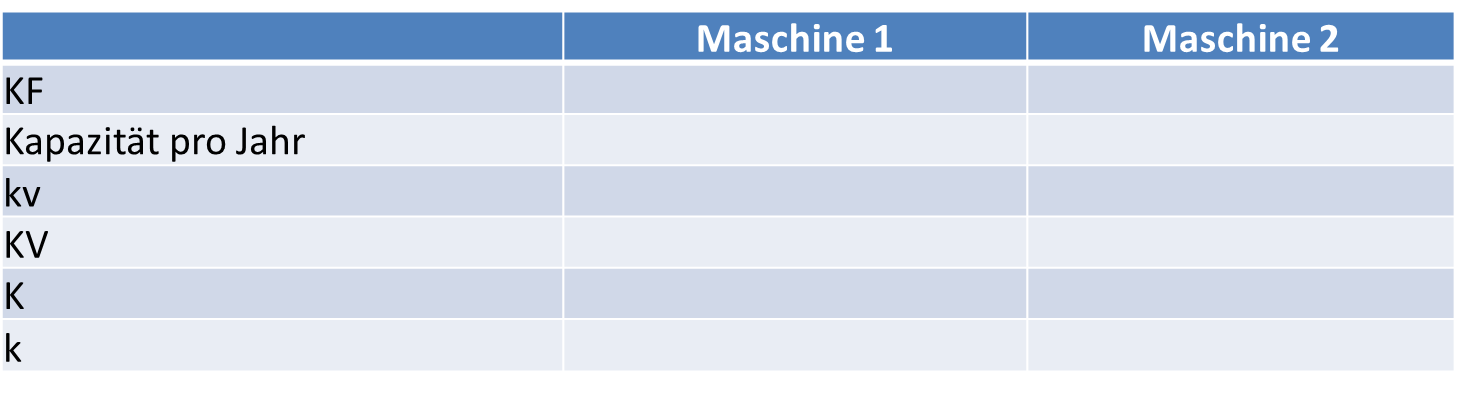 Maschine 1 Maschine 2
KF
Kapazität pro Jahr
kv
KV
K
k